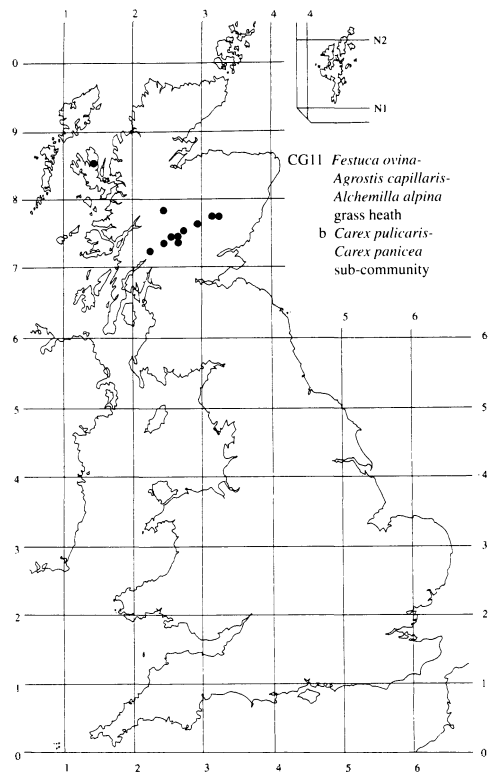 4
N2
0
N1
9
CG11 Festuca ovina-
Agrostis capillaris-
Alchemilla alpina
grass heath
b Carex pulicaris-
Carex panicea
sub-community
8
7
5 6
6 6
5 5
4 4
3 3
2 2
1 1
0 0
1 2 3 4 5 6
1 2 3 4 5 6